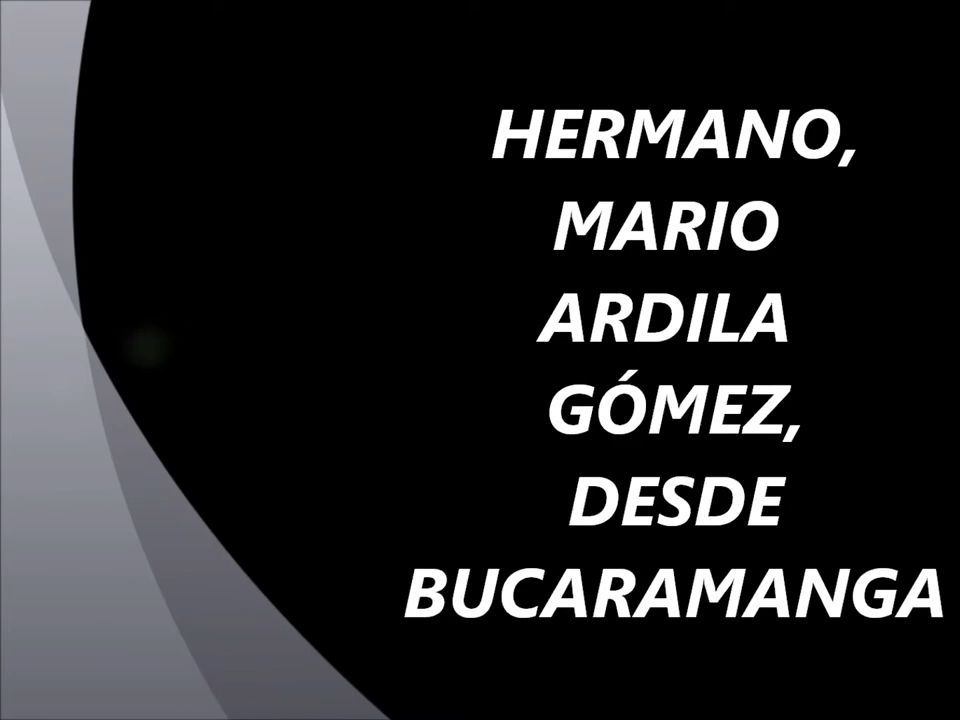 HERMANO,
MARIO
ARDILA
GÓMEZ,
DESDE
BUCARAMANGA